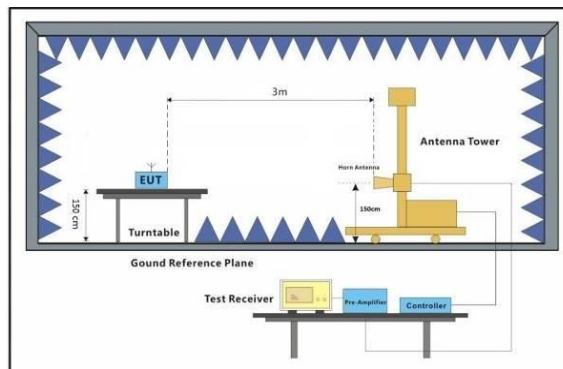 3m
Antenna Tower
Horn Antenna
EUT
150 cm
150cm
Turntable
Gound Reference Plane
Test Receiver
Pre-Amplifier
Controller